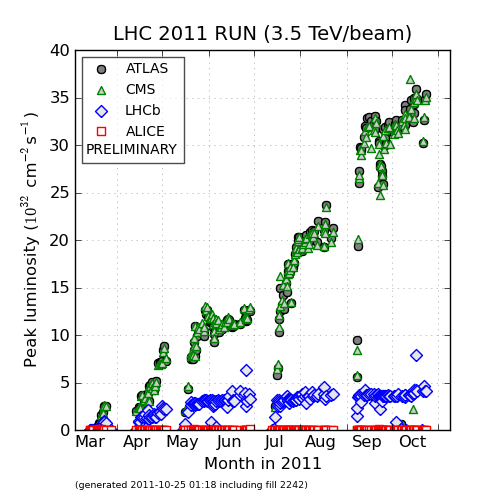 LHC 2011 RUN (3.5 TeV/beam)
40
35
30
25
20
15
10
5
0
Peak luminosity (10³² cm⁻² s⁻¹)
ATLAS
CMS
LHCb
ALICE
PRELIMINARY
Mar Apr May Jun Jul Aug Sep Oct
Month in 2011
(generated 2011-10-25 01:18 including fill 2242)